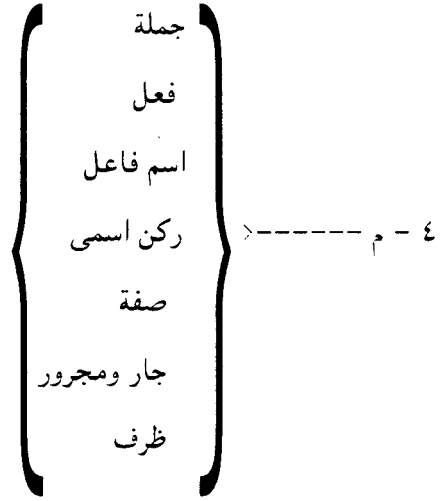 جملة
فعل
اسم فاعل
٤ - م ------> ركن اسمى
صفة
جار ومجرور
ظرف